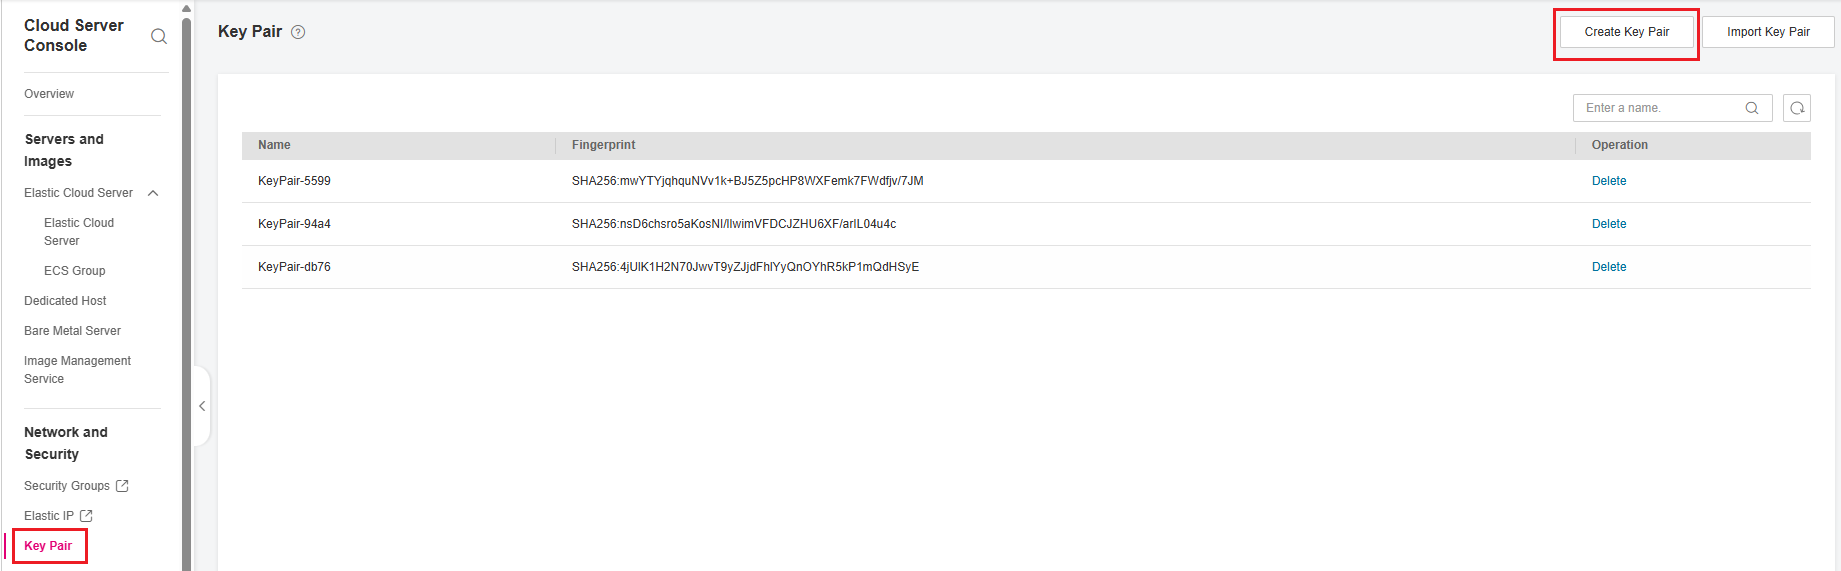 Cloud Server
Console
Overview
Servers and
Images
Elastic Cloud Server
Elastic Cloud
Server
ECS Group
Dedicated Host
Bare Metal Server
Image Management
Service
Network and
Security
Security Groups
Elastic IP
Key Pair
Key Pair ?
Create Key Pair Import Key Pair
Enter a name.
Name Fingerprint Operation
KeyPair-5599 SHA256:mwYTYjqhquNVv1k+BJ5Z5pcHP8WXFemk7FWdfjv/7JM Delete
KeyPair-94a4 SHA256:nsD6chsro5aKosNI/IlwimVFDCJZHU6XF/arIL04u4c Delete
KeyPair-db76 SHA256:4jUlK1H2N70JwvT9yZJjdFhlYyQnOYhR5kP1mQdHSyE Delete